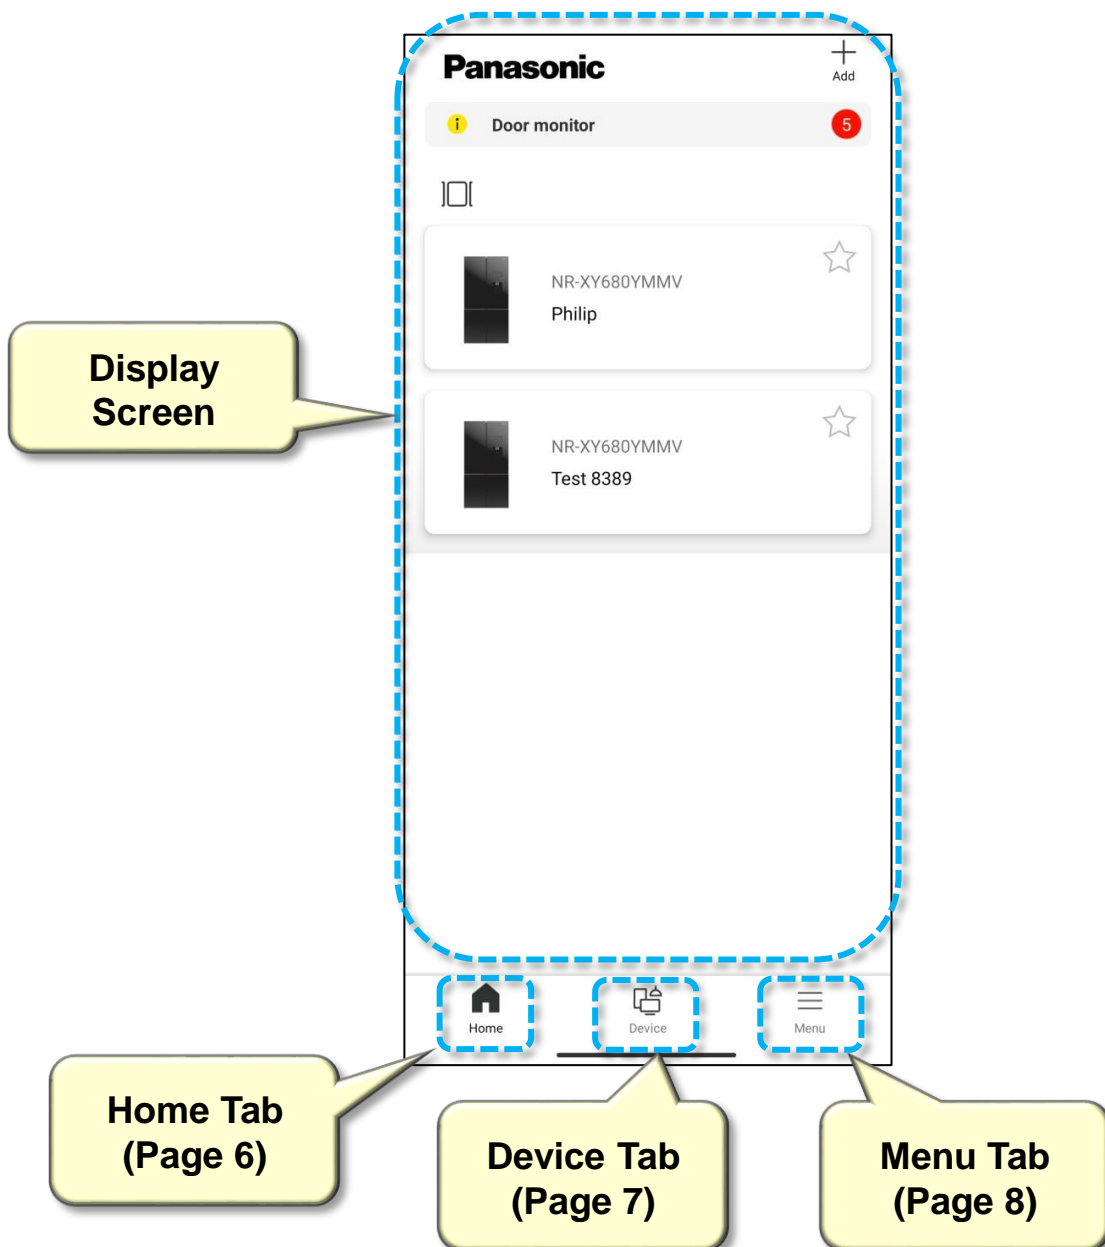 Panasonic
Add
Door monitor
5
NR-XY680YMMV
Philip
Display
Screen
NR-XY680YMMV
Test 8389
Home
Device
Menu
Home Tab
(Page 6)
Device Tab
(Page 7)
Menu Tab
(Page 8)